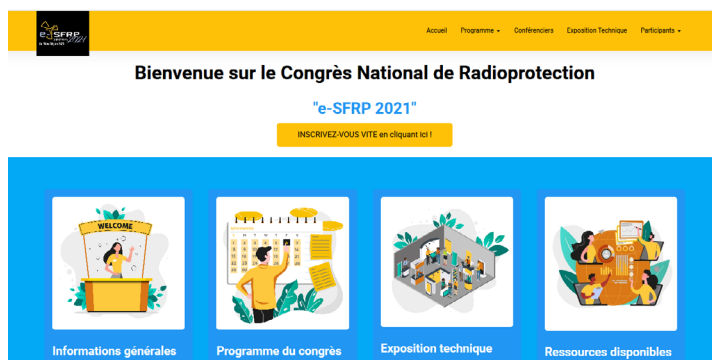 e-SFRP
2021
Accueil Programme Conférenciers Exposition Technique Participants
Bienvenue sur le Congrès National de Radioprotection
"e-SFRP 2021"
INSCRIVEZ-VOUS VITE en cliquant ici !
WELCOME
Informations générales
Programme du congrès
Exposition technique
Ressources disponibles